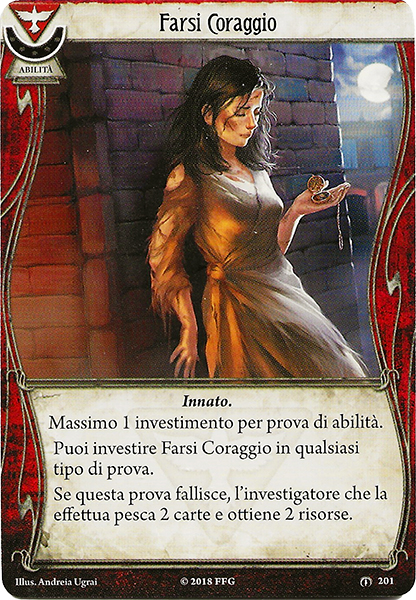 Farsi Coraggio
ABILITÀ
Innato.
Massimo 1 investimento per prova di abilità.
Puoi investire Farsi Coraggio in qualsiasi
tipo di prova.
Se questa prova fallisce, l'investigatore che la
effettua pesca 2 carte e ottiene 2 risorse.
Illus. Andreia Ugrai © 2018 FFG 201